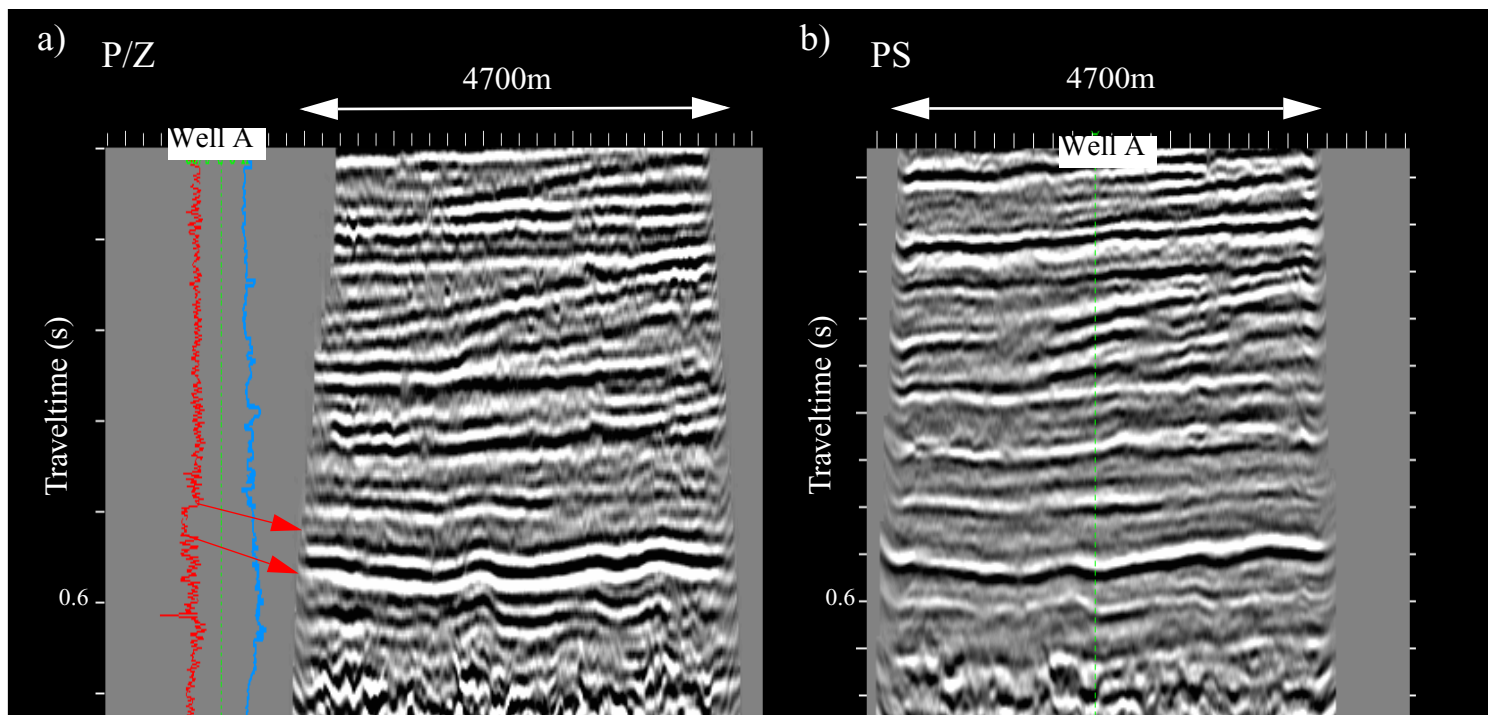 a)
P/Z
4700m
Well A
Traveltime (s)
0.6
b)
PS
4700m
Well A
Traveltime (s)
0.6